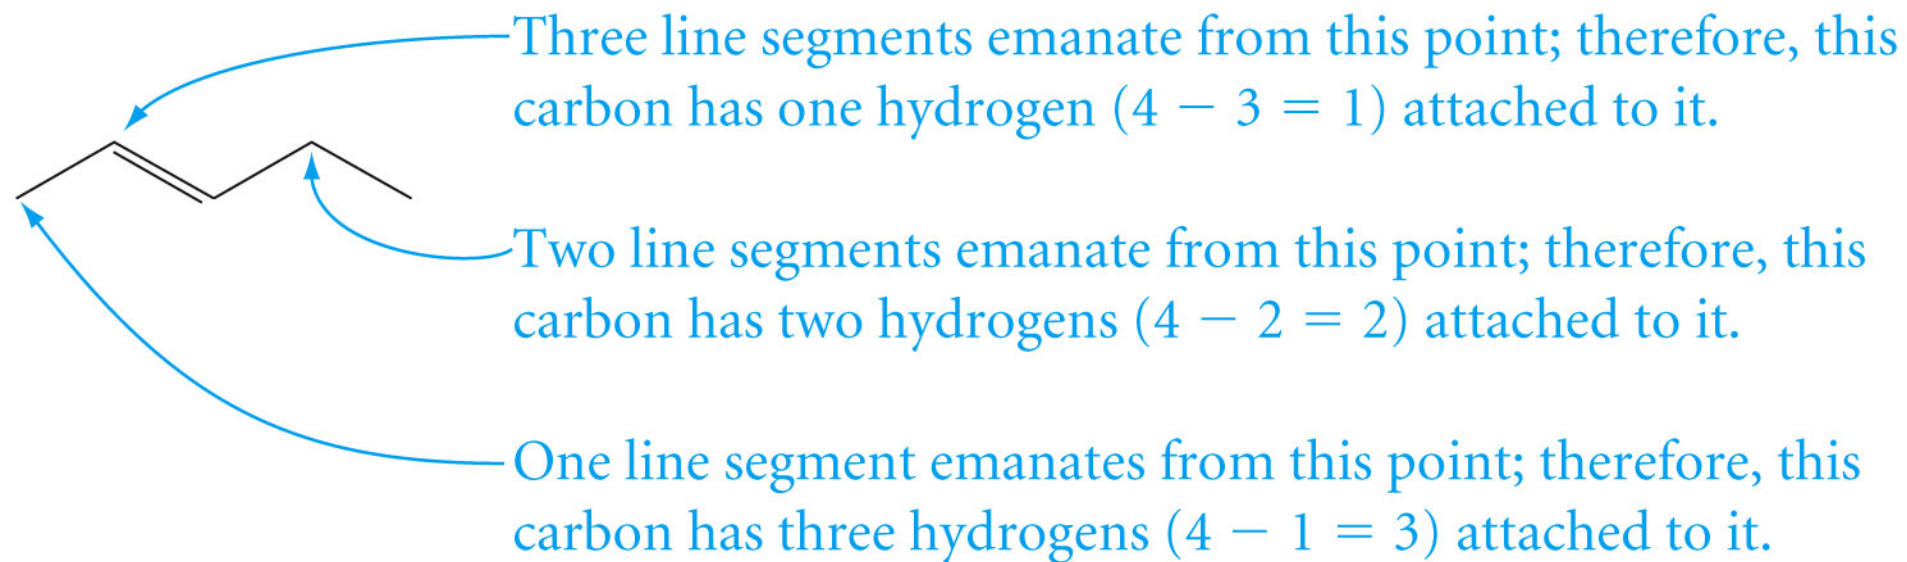 Three line segments emanate from this point; therefore, this
carbon has one hydrogen (4 − 3 = 1) attached to it.
Two line segments emanate from this point; therefore, this
carbon has two hydrogens (4 − 2 = 2) attached to it.
One line segment emanates from this point; therefore, this
carbon has three hydrogens (4 − 1 = 3) attached to it.